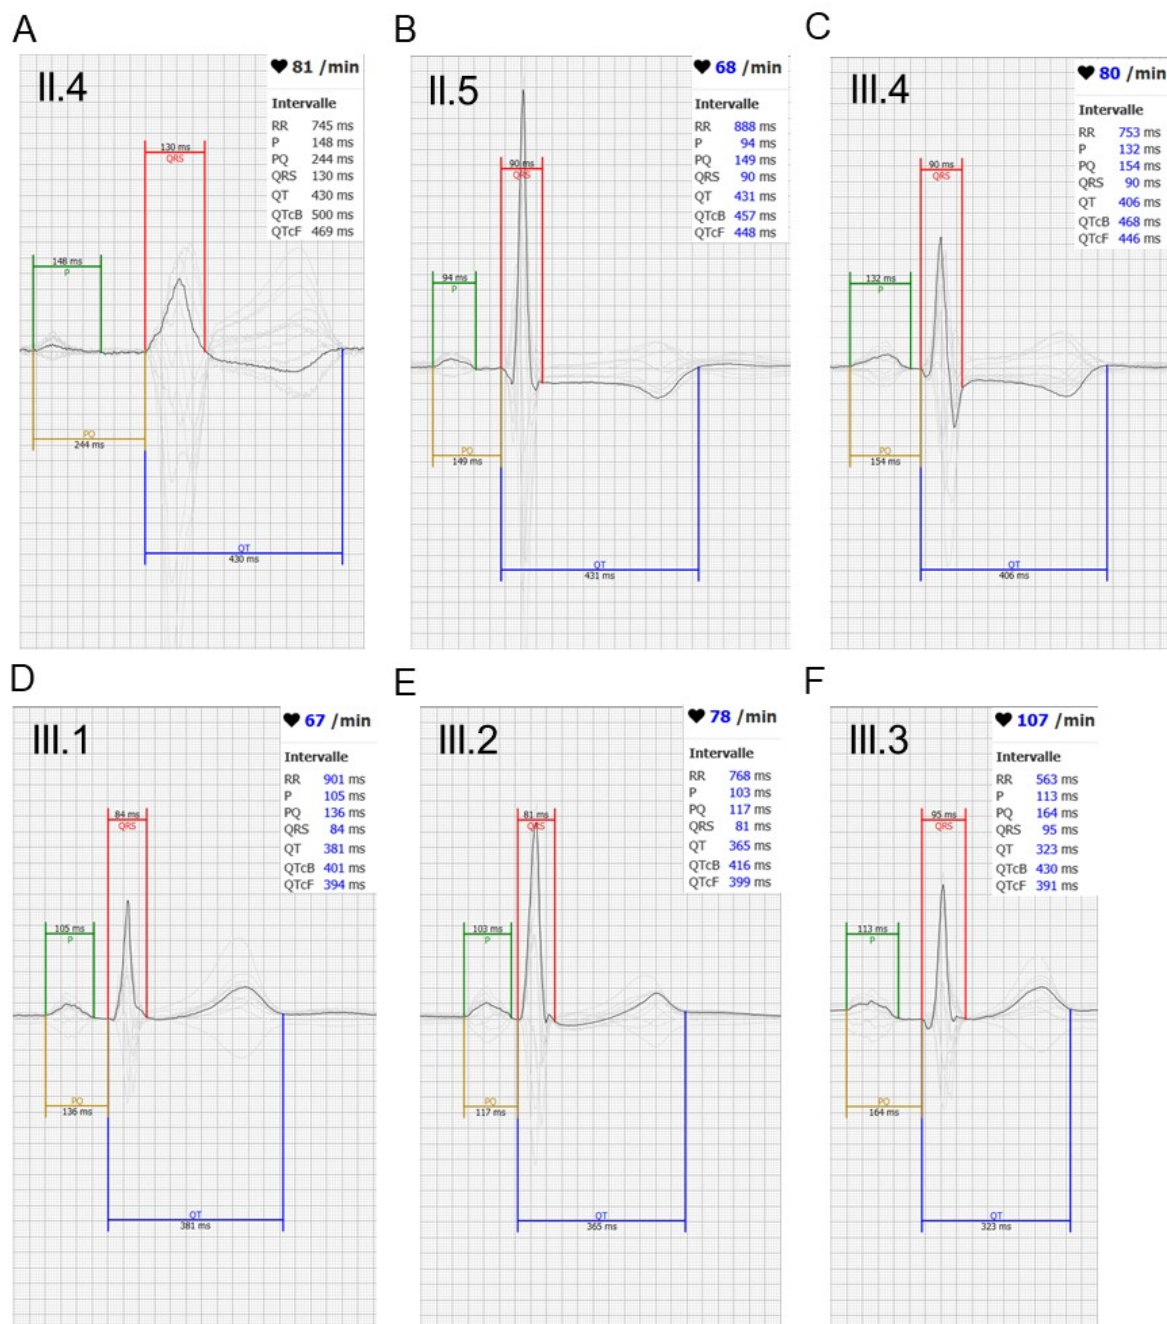 A
II.4
81 /min
Intervalle
RR 745 ms
P 148 ms
PQ 244 ms
QRS 130 ms
QT 430 ms
QTcB 500 ms
QTcF 469 ms
130 ms
QRS
148 ms
P
PQ
244 ms
QT
430 ms
B
II.5
68 /min
Intervalle
RR 888 ms
P 94 ms
PQ 149 ms
QRS 90 ms
QT 431 ms
QTcB 457 ms
QTcF 448 ms
90 ms
QRS
94 ms
P
PQ
149 ms
QT
431 ms
C
III.4
80 /min
Intervalle
RR 753 ms
P 132 ms
PQ 154 ms
QRS 90 ms
QT 406 ms
QTcB 468 ms
QTcF 446 ms
90 ms
QRS
132 ms
P
PQ
154 ms
QT
406 ms
D
III.1
67 /min
Intervalle
RR 901 ms
P 105 ms
PQ 136 ms
QRS 84 ms
QT 381 ms
QTcB 401 ms
QTcF 394 ms
84 ms
QRS
105 ms
P
PQ
136 ms
QT
381 ms
E
III.2
78 /min
Intervalle
RR 768 ms
P 103 ms
PQ 117 ms
QRS 81 ms
QT 365 ms
QTcB 416 ms
QTcF 399 ms
81 ms
QRS
103 ms
P
PQ
117 ms
QT
365 ms
F
III.3
107 /min
Intervalle
RR 563 ms
P 113 ms
PQ 164 ms
QRS 95 ms
QT 323 ms
QTcB 430 ms
QTcF 391 ms
95 ms
QRS
113 ms
P
PQ
164 ms
QT
323 ms